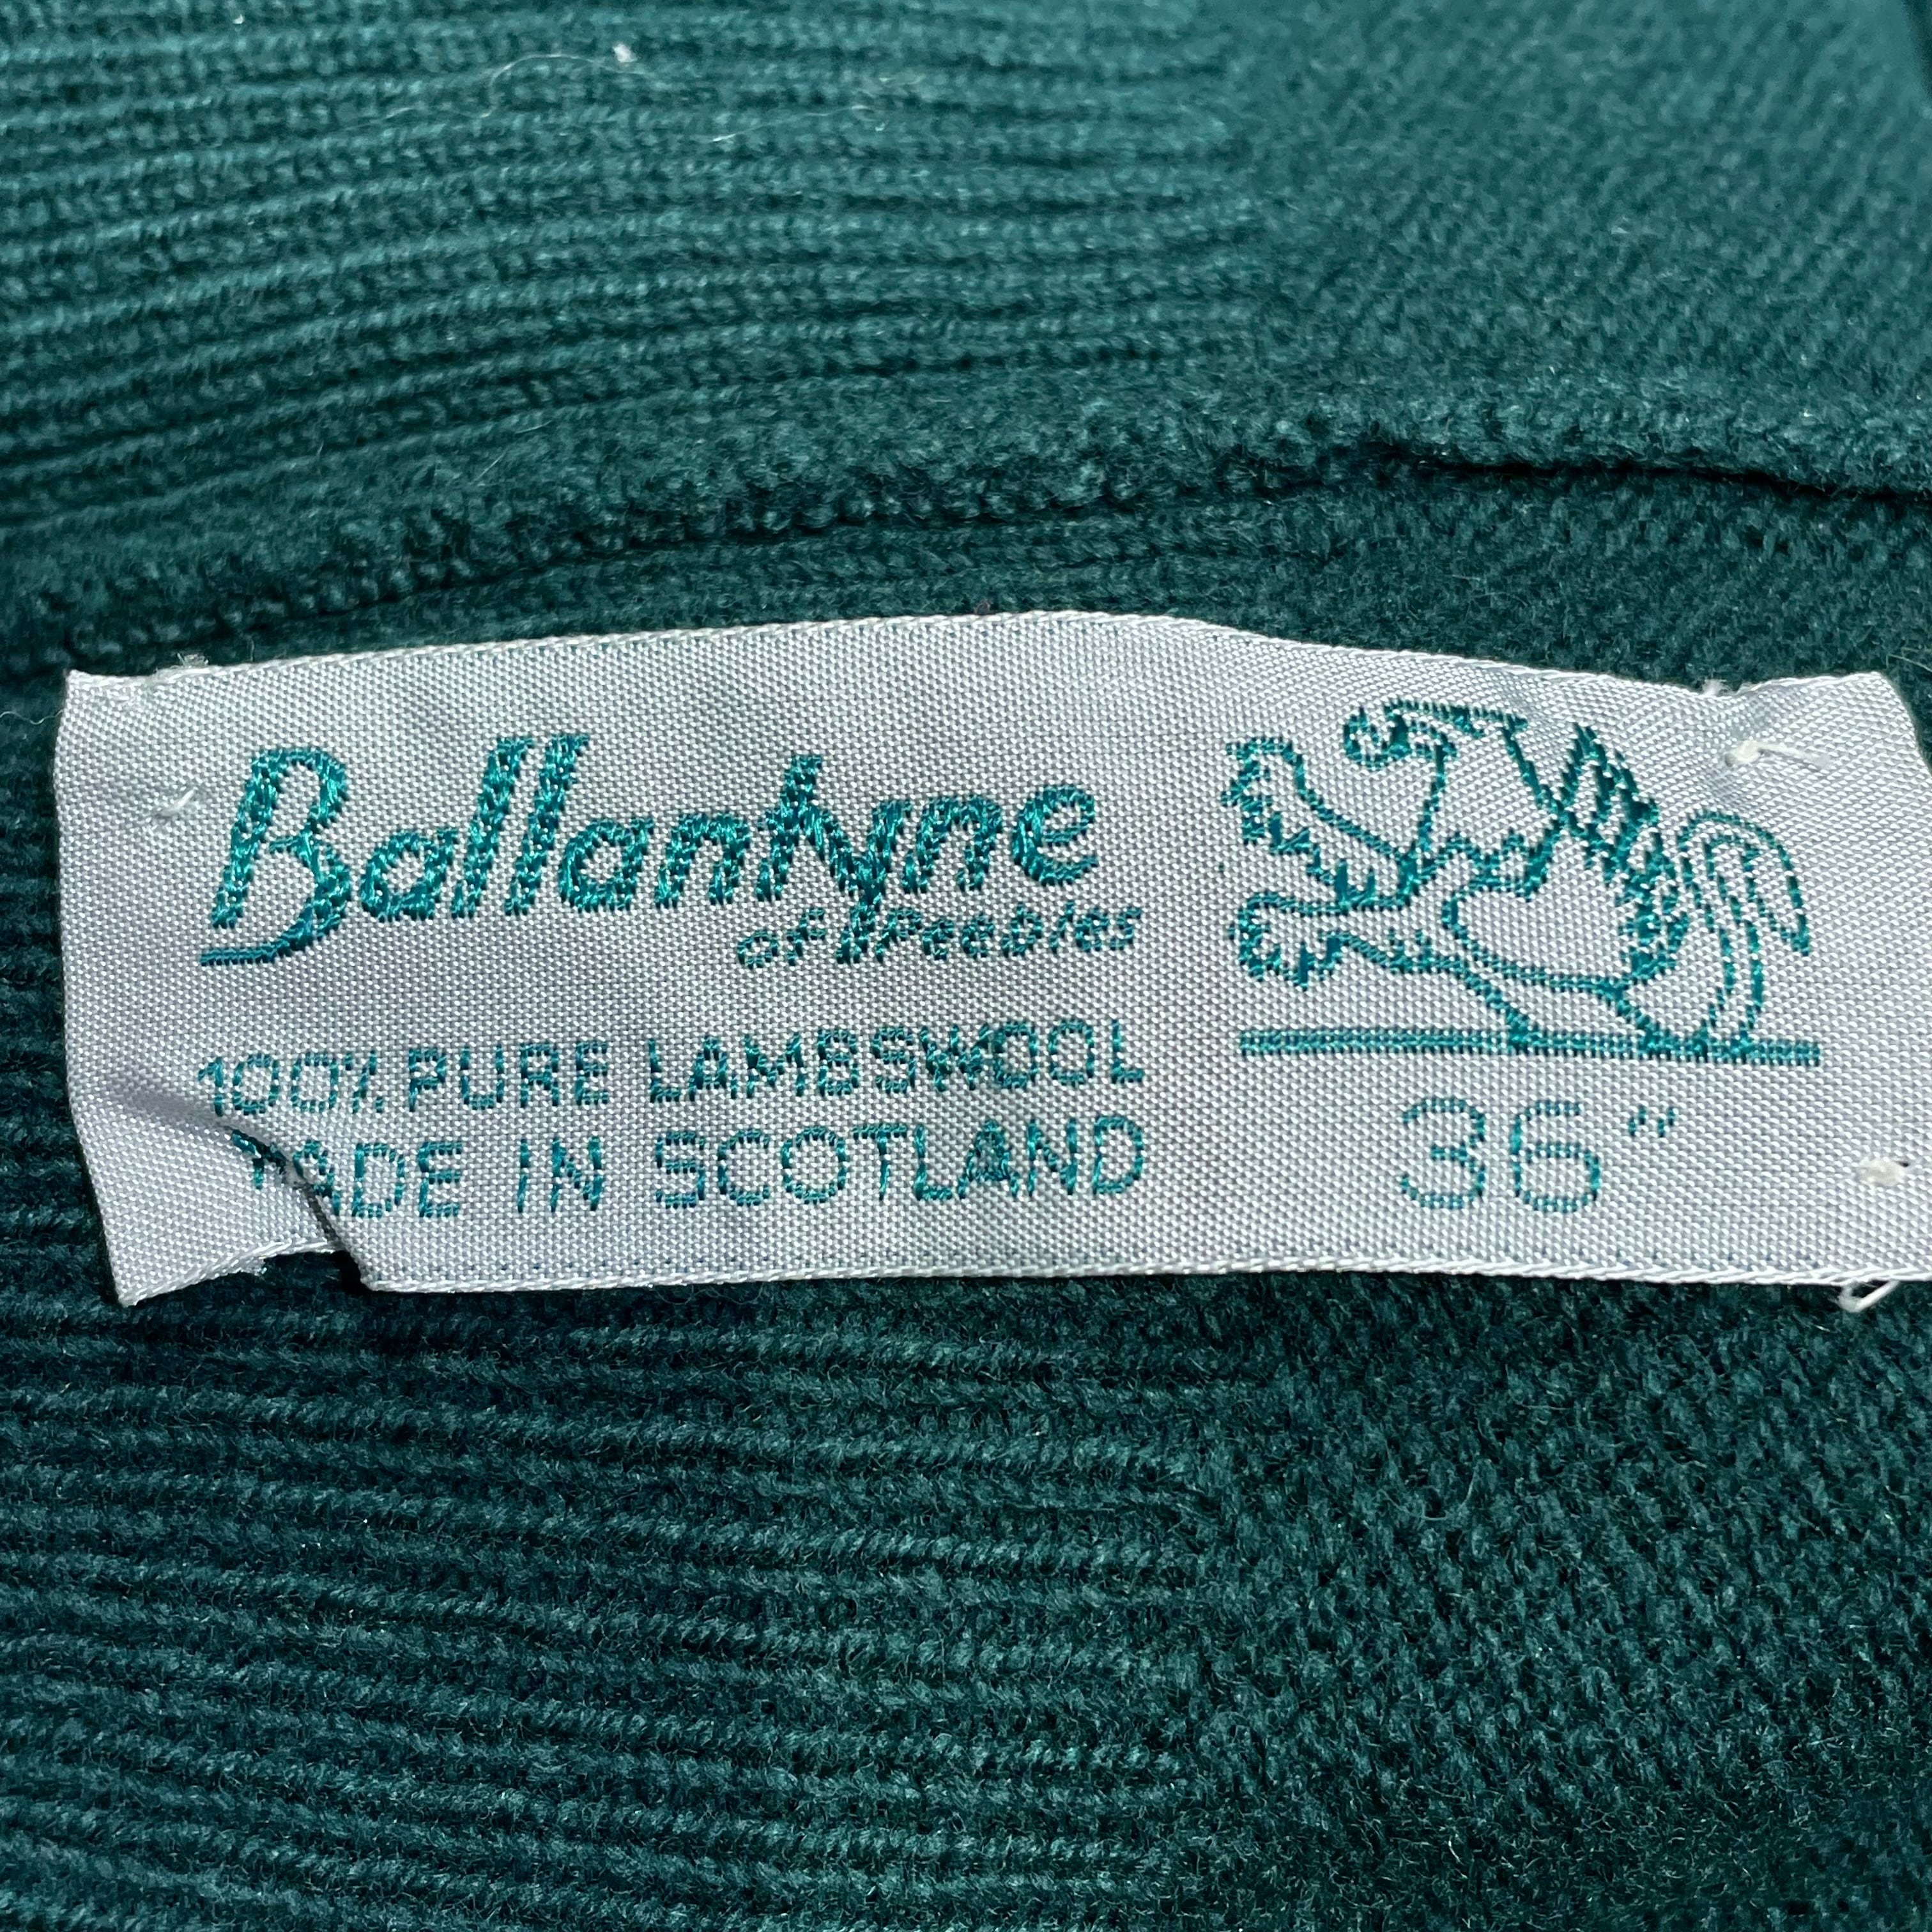 Ballantyne
of Peebles
100% PURE LAMBSWOOL
MADE IN SCOTLAND
36"